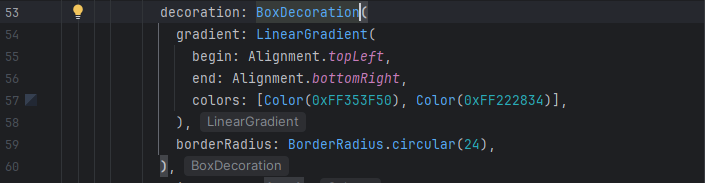 53 decoration: BoxDecoration(
54 gradient: LinearGradient(
55 begin: Alignment.topLeft,
56 end: Alignment.bottomRight,
57 colors: [Color(0xFF353F50), Color(0xFF222834)],
58 ), LinearGradient
59 borderRadius: BorderRadius.circular(24),
60 ), BoxDecoration